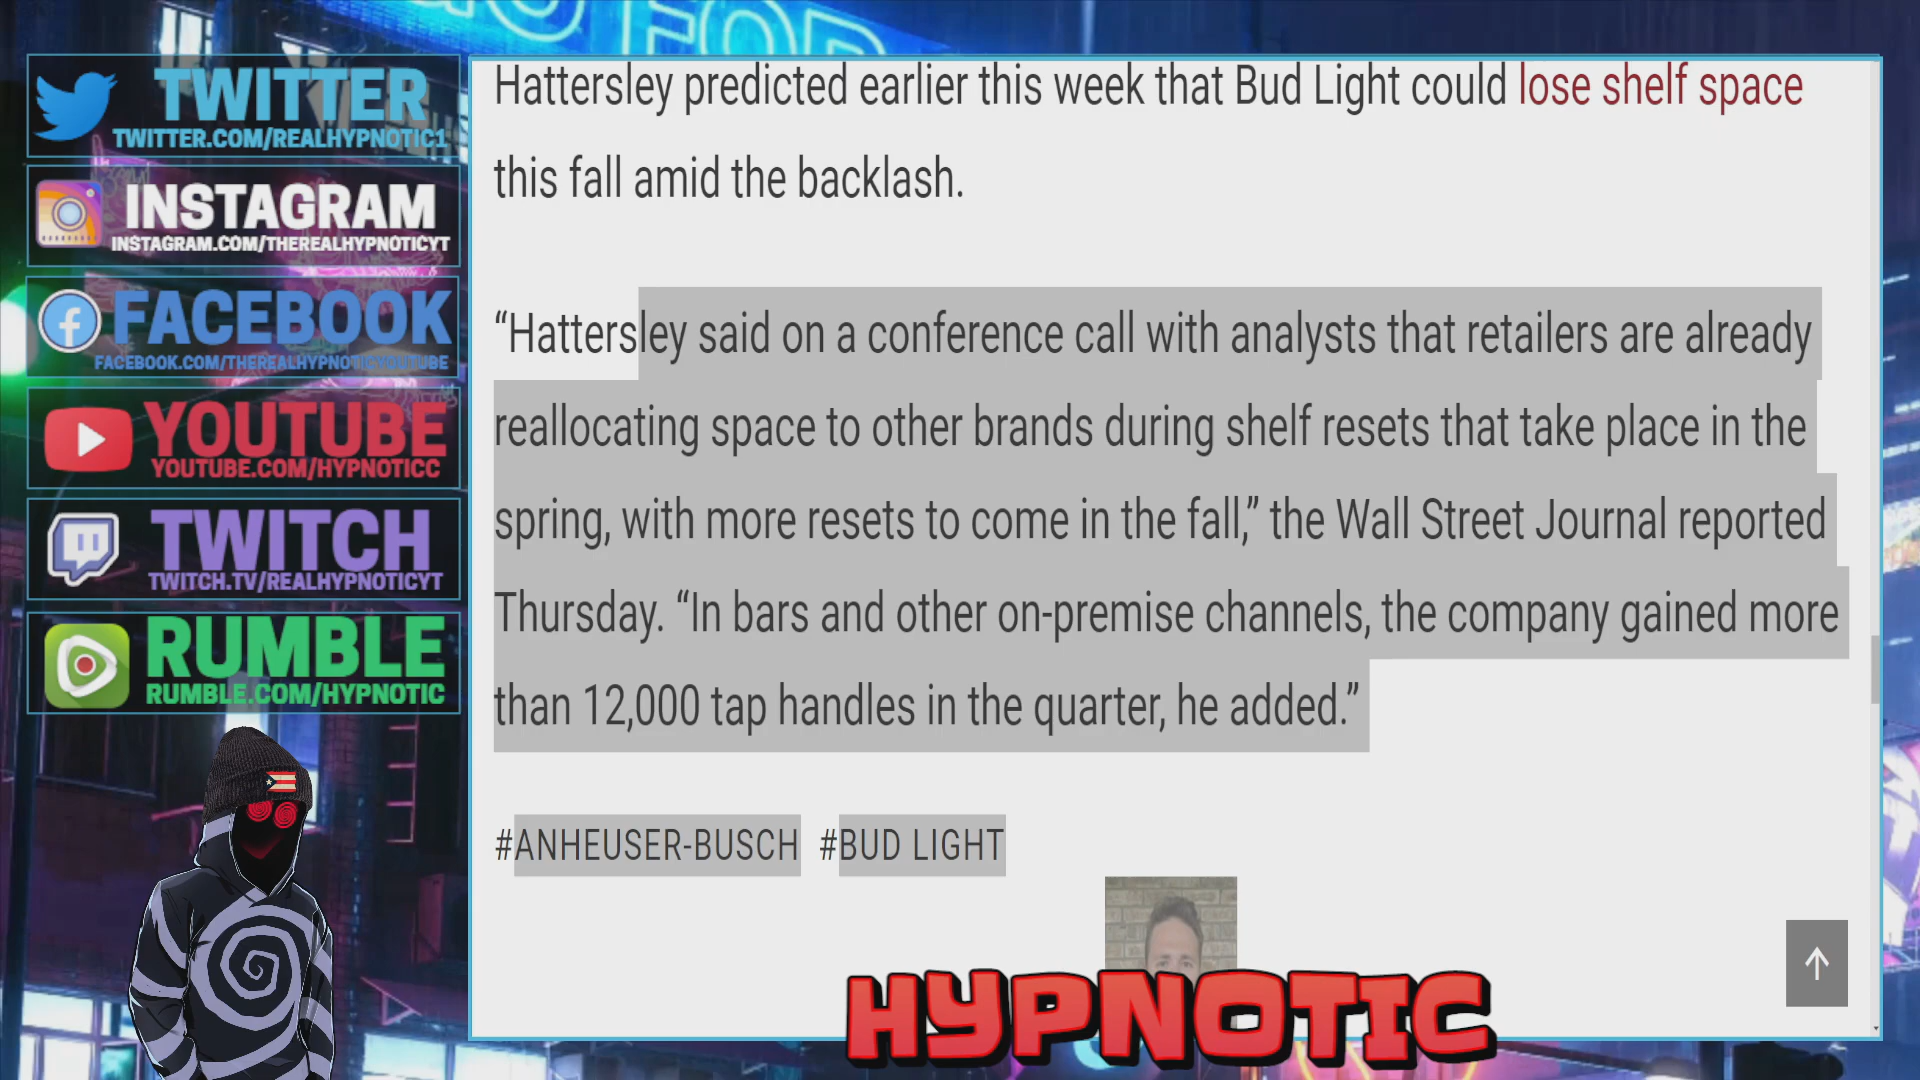 GO FOR
TWITTER
TWITTER.COM/REALHYPNOTIC1
INSTAGRAM
INSTAGRAM.COM/THEREALHYPNOTICYT
FACEBOOK
FACEBOOK.COM/THEREALHYPNOTICYOUTUBE
YOUTUBE
YOUTUBE.COM/HYPNOTICC
TWITCH
TWITCH.TV/REALHYPNOTICYT
RUMBLE
RUMBLE.COM/HYPNOTIC
Hattersley predicted earlier this week that Bud Light could lose shelf space
this fall amid the backlash.
“Hattersley said on a conference call with analysts that retailers are already
reallocating space to other brands during shelf resets that take place in the
spring, with more resets to come in the fall,” the Wall Street Journal reported
Thursday. “In bars and other on-premise channels, the company gained more
than 12,000 tap handles in the quarter, he added.”
#ANHEUSER-BUSCH #BUD LIGHT
HYPNOTIC